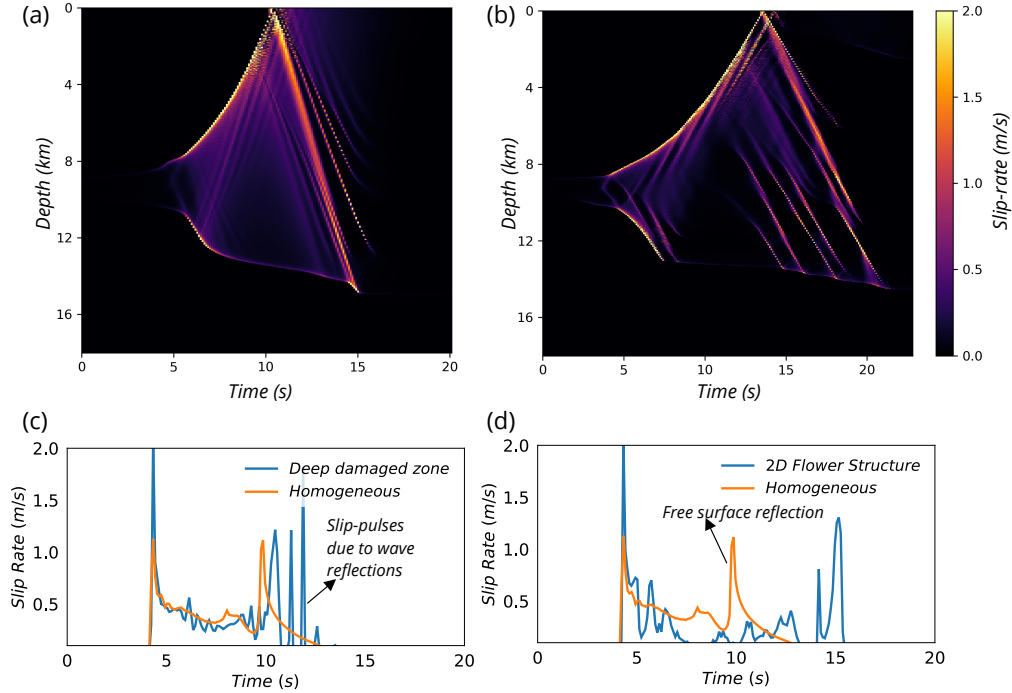 (a)
0
4
8
12
16
Depth (km)
0
5
10
15
20
Time (s)
(b)
0
4
8
12
16
Depth (km)
0
5
10
15
20
Time (s)
2.0
1.5
1.0
0.5
0.0
Slip-rate (m/s)
(c)
2.0
1.5
1.0
0.5
Slip Rate (m/s)
Deep damaged zone
Homogeneous
Slip-pulses
due to wave
reflections
0
5
10
15
20
Time (s)
(d)
2.0
1.5
1.0
0.5
Slip Rate (m/s)
2D Flower Structure
Homogeneous
Free surface reflection
0
5
10
15
20
Time (s)